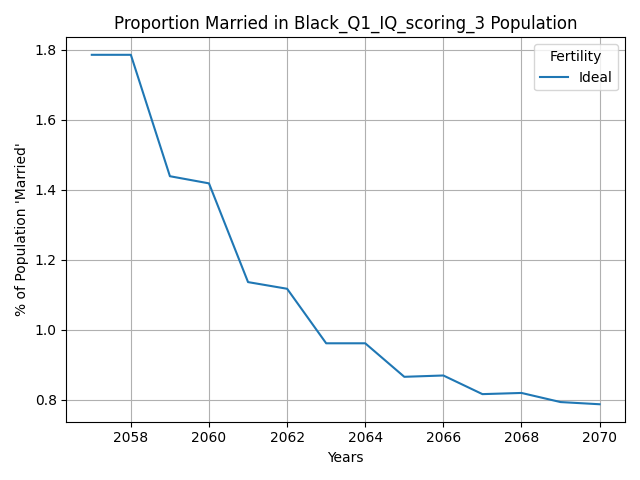 Proportion Married in Black_Q1_IQ_scoring_3 Population
% of Population 'Married'
1.8
1.6
1.4
1.2
1.0
0.8
Fertility
Ideal
2058 2060 2062 2064 2066 2068 2070
Years